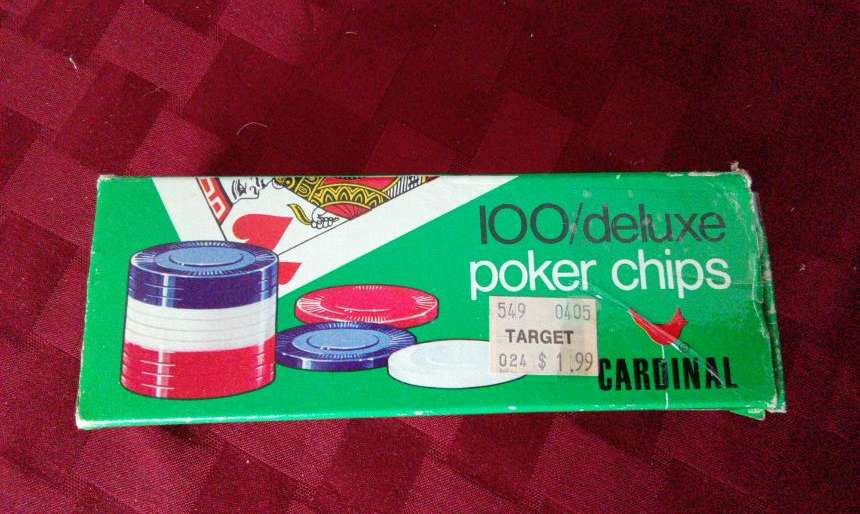 100/deluxe
poker chips
549 0405
TARGET
024 $ 1.99
CARDINAL